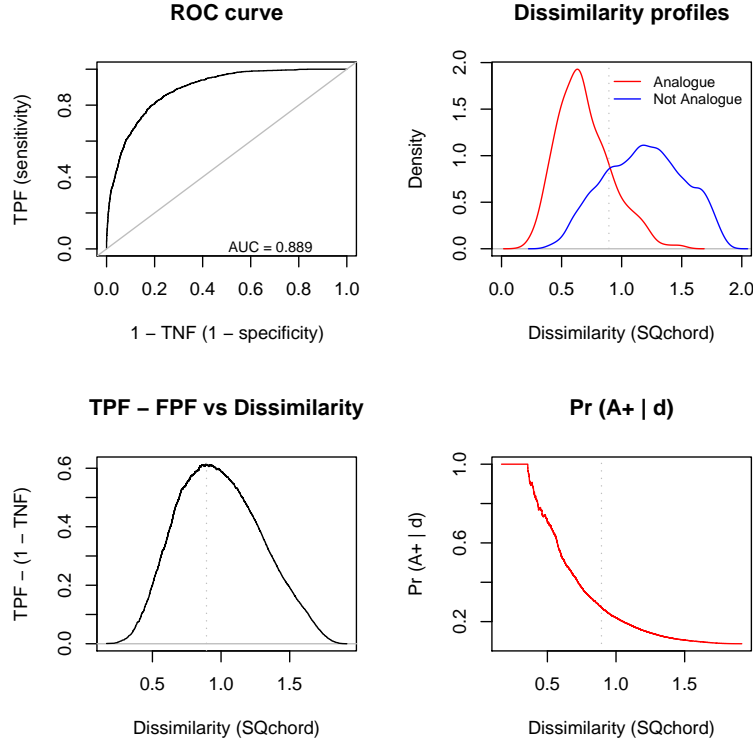 ROC curve
TPF (sensitivity)
0.0 0.4 0.8
AUC = 0.889
0.0 0.2 0.4 0.6 0.8 1.0
1 − TNF (1 − specificity)
Dissimilarity profiles
Density
0.0 0.5 1.0 1.5 2.0
Analogue
Not Analogue
0.0 0.5 1.0 1.5 2.0
Dissimilarity (SQchord)
TPF − FPF vs Dissimilarity
TPF − (1 − TNF)
0.0 0.2 0.4 0.6
0.5 1.0 1.5
Dissimilarity (SQchord)
Pr (A+ | d)
Pr (A+ | d)
0.2 0.6 1.0
0.5 1.0 1.5
Dissimilarity (SQchord)